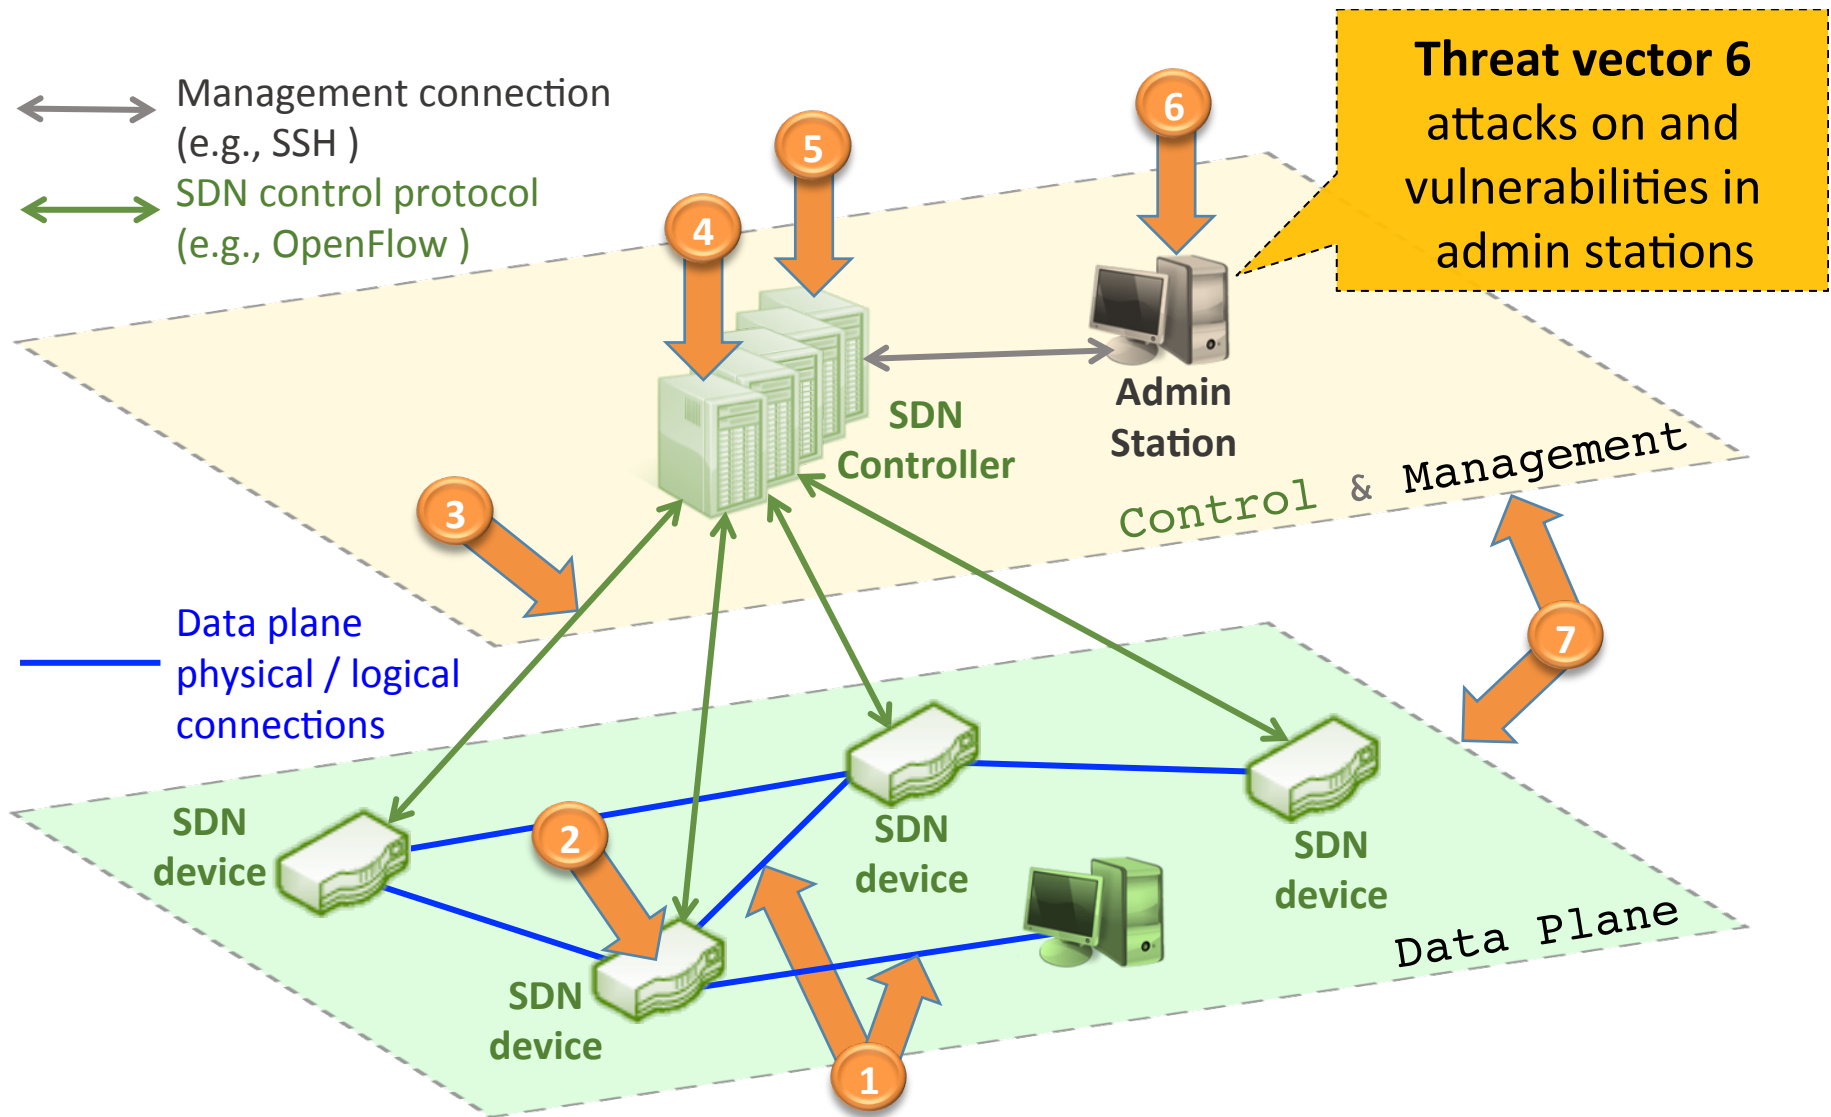 Management connection
(e.g., SSH )
SDN control protocol
(e.g., OpenFlow )
Threat vector 6
attacks on and
vulnerabilities in
admin stations
6
5
4
Admin
Station
SDN
Controller
Control & Management
3
7
Data plane
physical / logical
connections
SDN
device
2
SDN
device
SDN
device
SDN
device
Data Plane
1